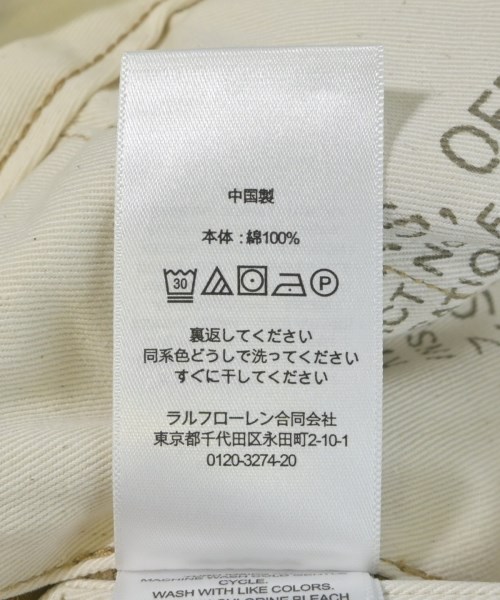 中国製
本体：綿100%
30 P
裏返してください
同系色どうしで洗ってください
すぐに干してください
ラルフローレン合同会社
東京都千代田区永田町2-10-1
0120-3274-20
CYCLE.
WASH WITH LIKE COLORS.